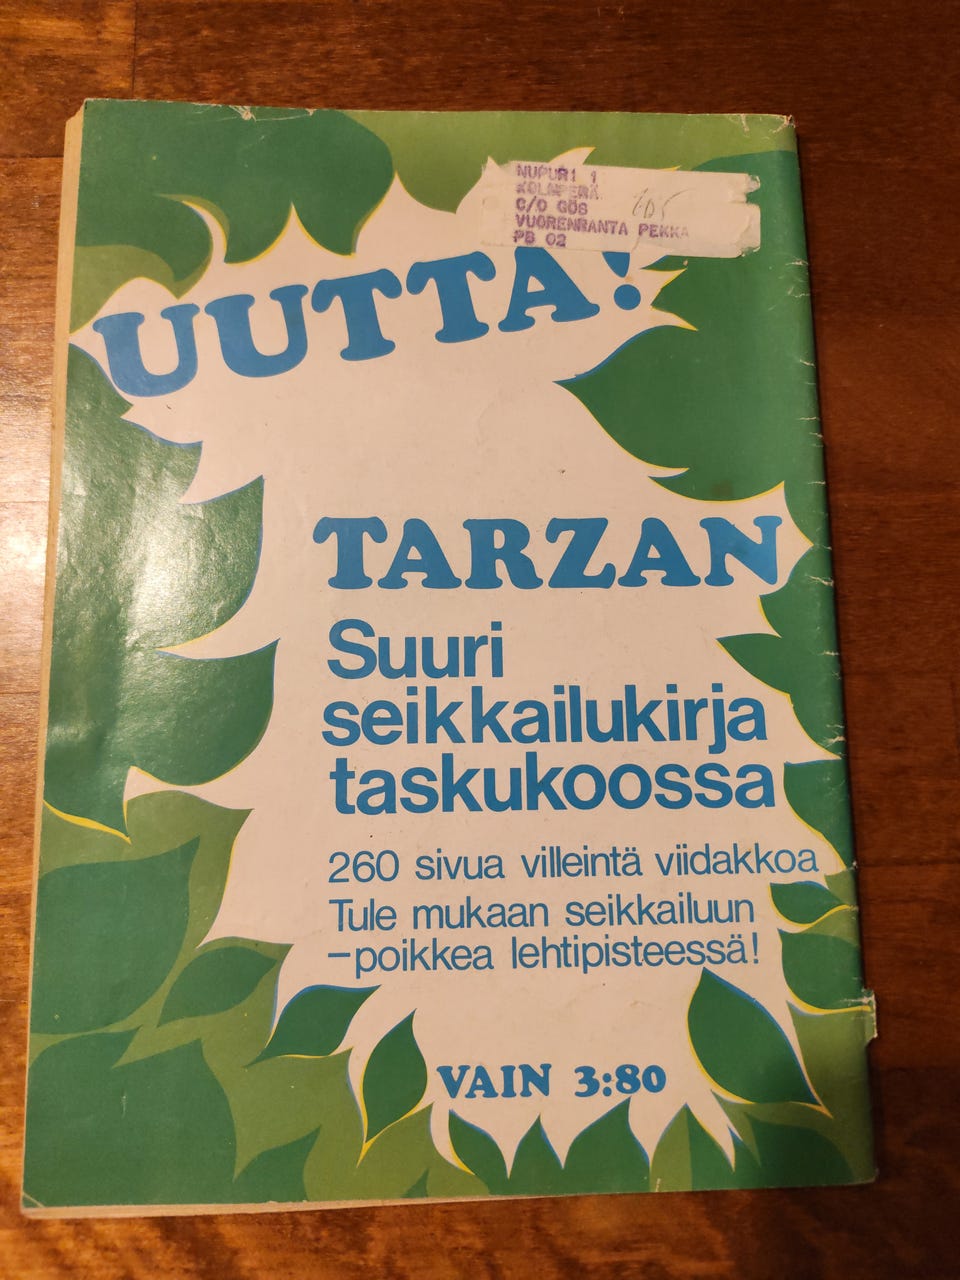 NUPURI 1
KOLMPERÄ
C/O GÖS
VUORENRANTA PEKKA
PB 02
UUTTA!
TARZAN
Suuri
seikkailukirja
taskukoossa
260 sivua villeintä viidakkoa
Tule mukaan seikkailuun
–poikkea lehtipisteessä!
VAIN 3:80